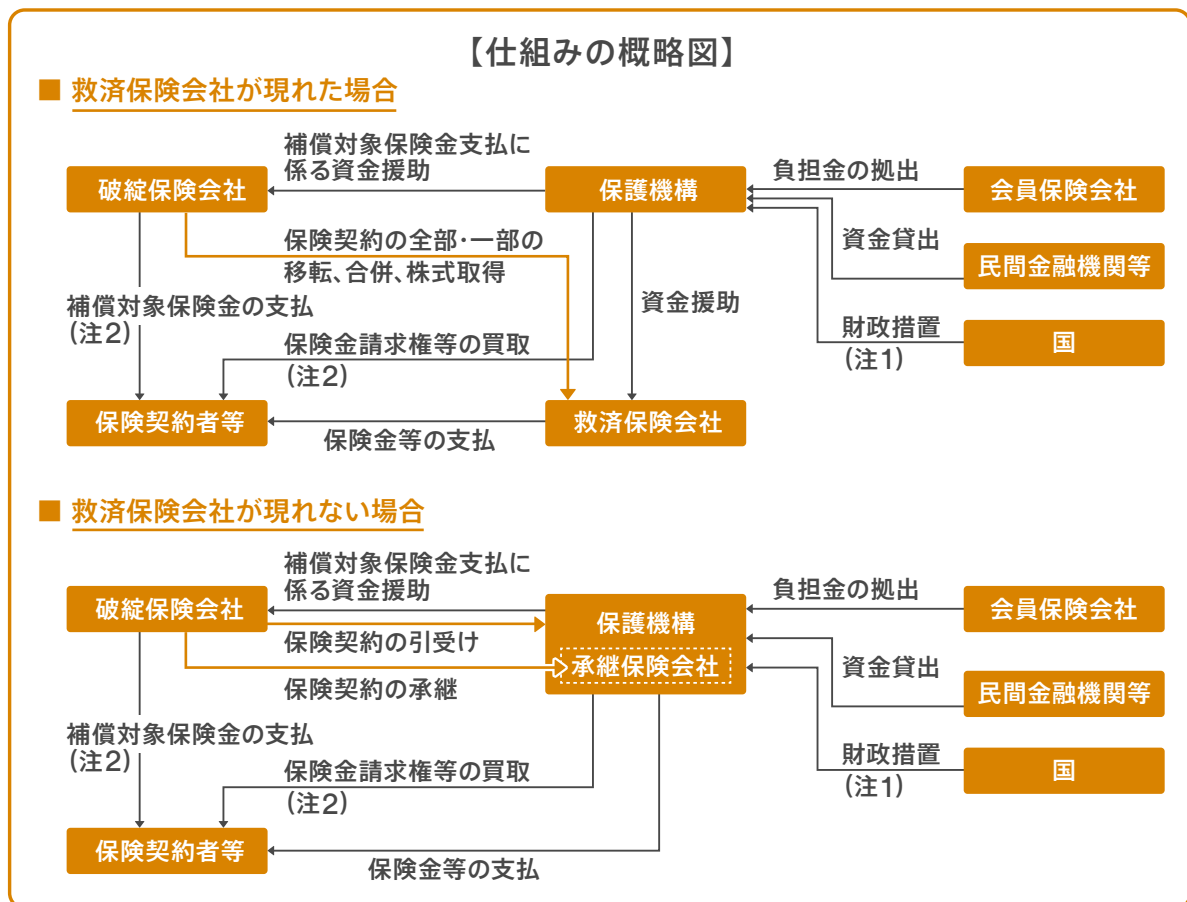 【仕組みの概略図】
■ 救済保険会社が現れた場合
補償対象保険金支払に
係る資金援助
破綻保険会社
保護機構
負担金の拠出
会員保険会社
保険契約の全部・一部の
移転、合併、株式取得
資金貸出
民間金融機関等
補償対象保険金の支払
(注2)
資金援助
保険金請求権等の買取
(注2)
財政措置
(注1)
国
保険契約者等
保険金等の支払
救済保険会社
■ 救済保険会社が現れない場合
補償対象保険金支払に
係る資金援助
破綻保険会社
保護機構
承継保険会社
負担金の拠出
会員保険会社
保険契約の引受け
保険契約の承継
資金貸出
民間金融機関等
補償対象保険金の支払
(注2)
保険金請求権等の買取
(注2)
財政措置
(注1)
国
保険契約者等
保険金等の支払